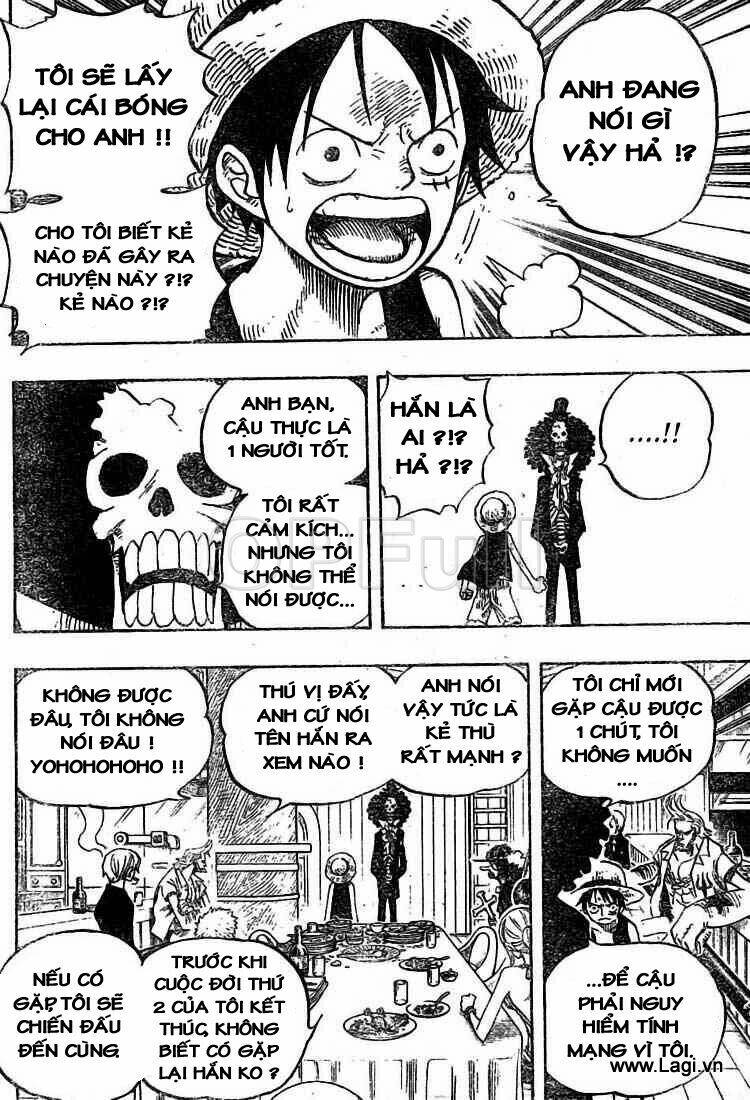 ANH ĐANG
NÓI GÌ
VẬY HẢ !?
TÔI SẼ LẤY
LẠI CÁI BÓNG
CHO ANH !!
CHO TÔI BIẾT KẺ
NÀO ĐÃ GÂY RA
CHUYỆN NÀY ?!?
KẺ NÀO ?!?
....!!
HẮN LÀ
AI ?!?
HẢ ?!?
ANH BẠN,
CẬU THỰC LÀ
1 NGƯỜI TỐT.
TÔI RẤT
CẢM KÍCH...
NHƯNG TÔI
KHÔNG THỂ
NÓI ĐƯỢC...
OPFull
TÔI CHỈ MỚI
GẶP CẬU ĐƯỢC
1 CHÚT, TÔI
KHÔNG MUỐN
....
...ĐỂ CẬU
PHẢI NGUY
HIỂM TÍNH
MẠNG VÌ TÔI.
ANH NÓI
VẬY TỨC LÀ
KẺ THÙ
RẤT MẠNH ?
THÚ VỊ ĐẤY,
ANH CỨ NÓI
TÊN HẮN RA
XEM NÀO !
KHÔNG ĐƯỢC
ĐÂU, TÔI KHÔNG
NÓI ĐÂU !
YOHOHOHOHO !!
TRƯỚC KHI
CUỘC ĐỜI THỨ
2 CỦA TÔI KẾT
THÚC, KHÔNG
BIẾT CÓ GẶP
LẠI HẮN KO ?
NẾU CÓ
GẶP, TÔI SẼ
CHIẾN ĐẤU
ĐẾN CÙNG.
www.Lagi.vn